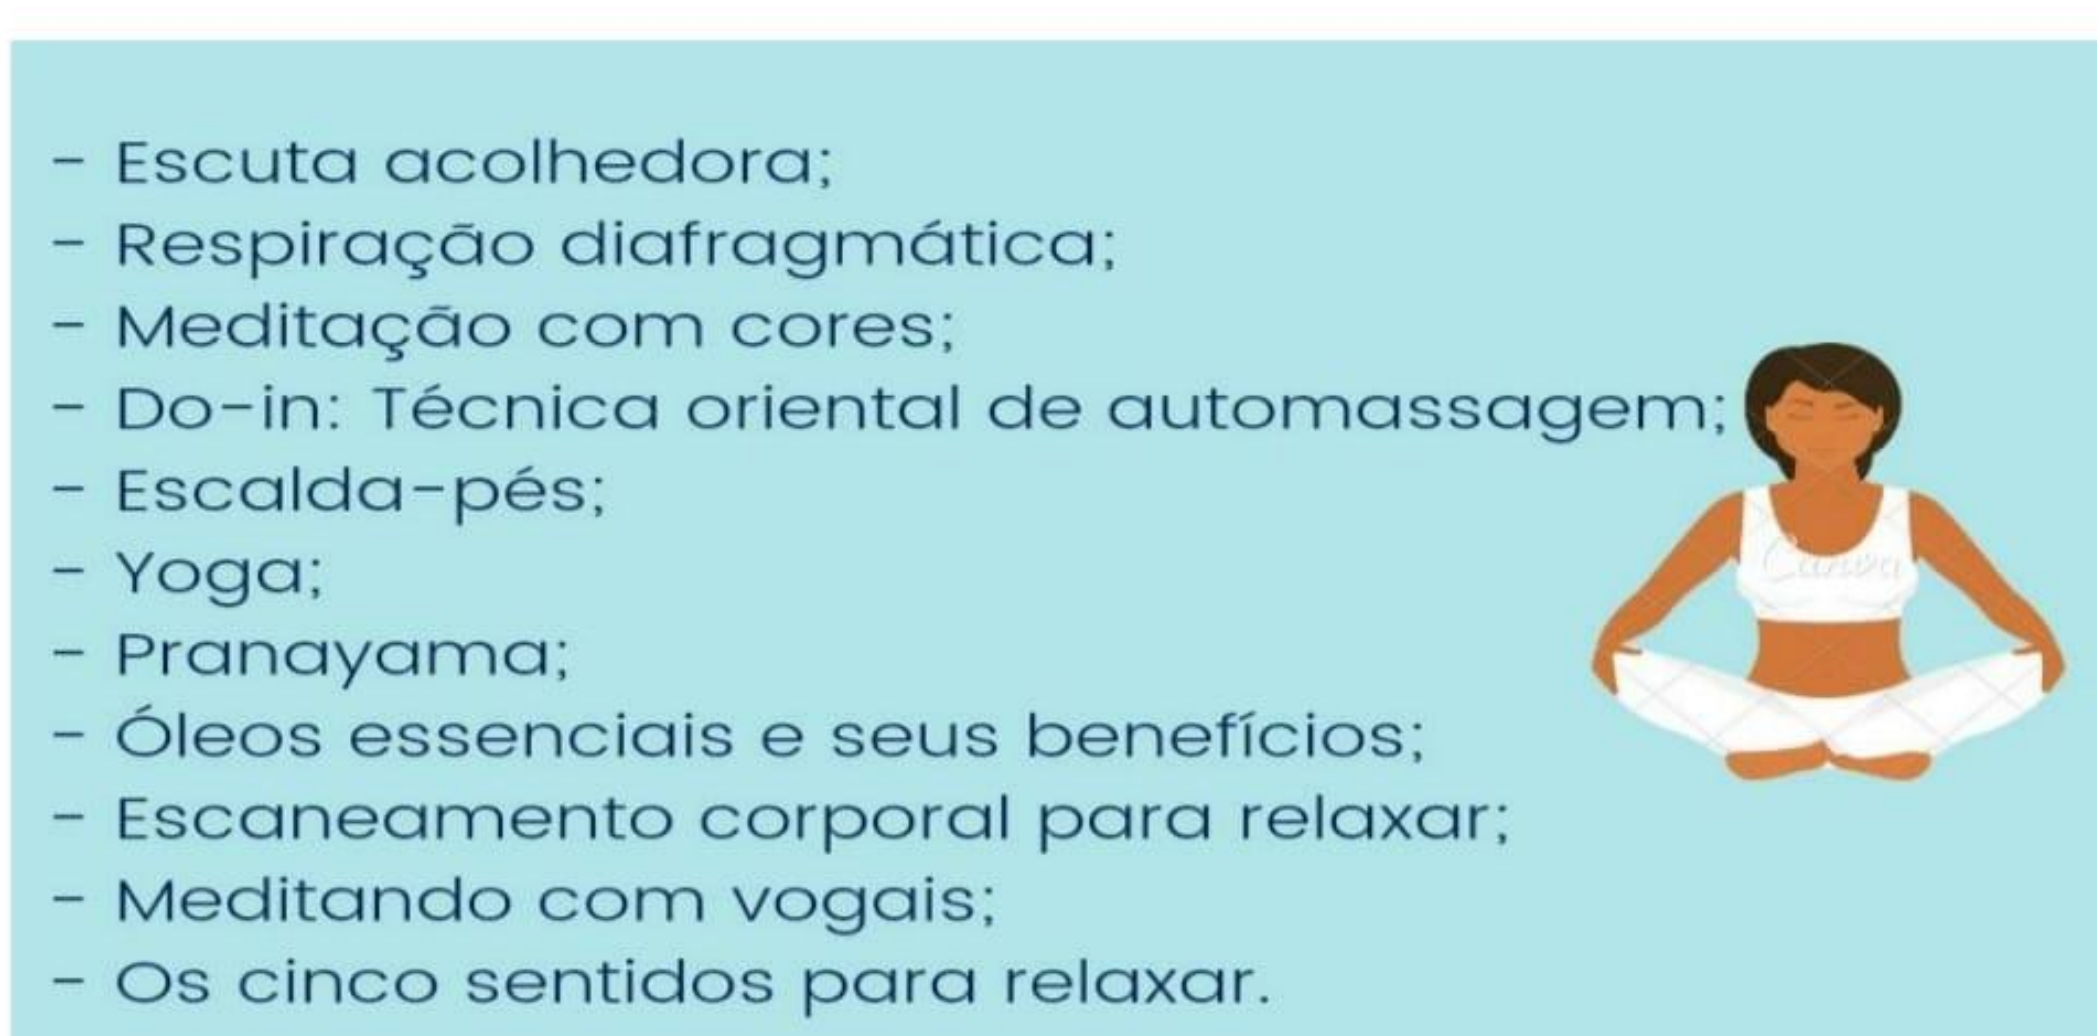 - Escuta acolhedora;
- Respiração diafragmática;
- Meditação com cores;
- Do-in: Técnica oriental de automassagem;
- Escalda-pés;
- Yoga;
- Pranayama;
- Óleos essenciais e seus benefícios;
- Escaneamento corporal para relaxar;
- Meditando com vogais;
- Os cinco sentidos para relaxar.
Canva